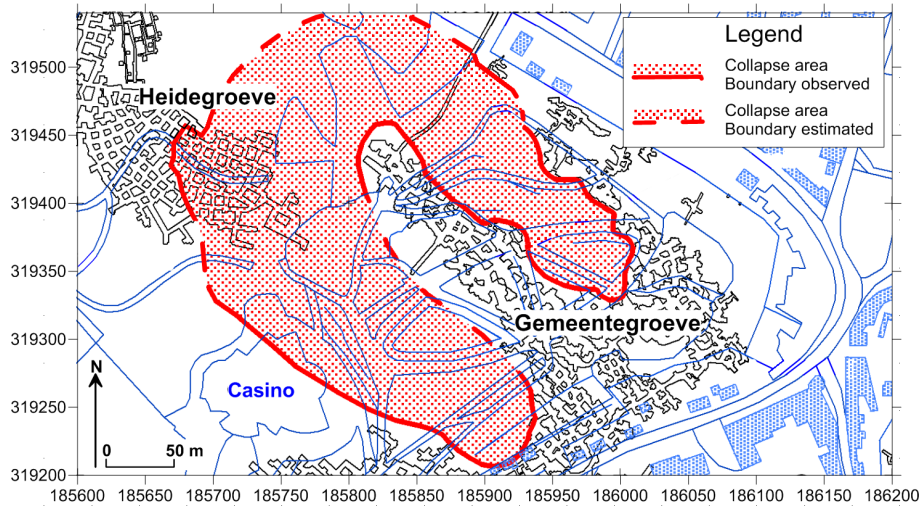 Legend
Collapse area
Boundary observed
Collapse area
Boundary estimated
319500
Heidegroeve
319450
319400
319350
Gemeentegroeve
319300
N
Casino
319250
0 50 m
319200
185600 185650 185700 185750 185800 185850 185900 185950 186000 186050 186100 186150 186200